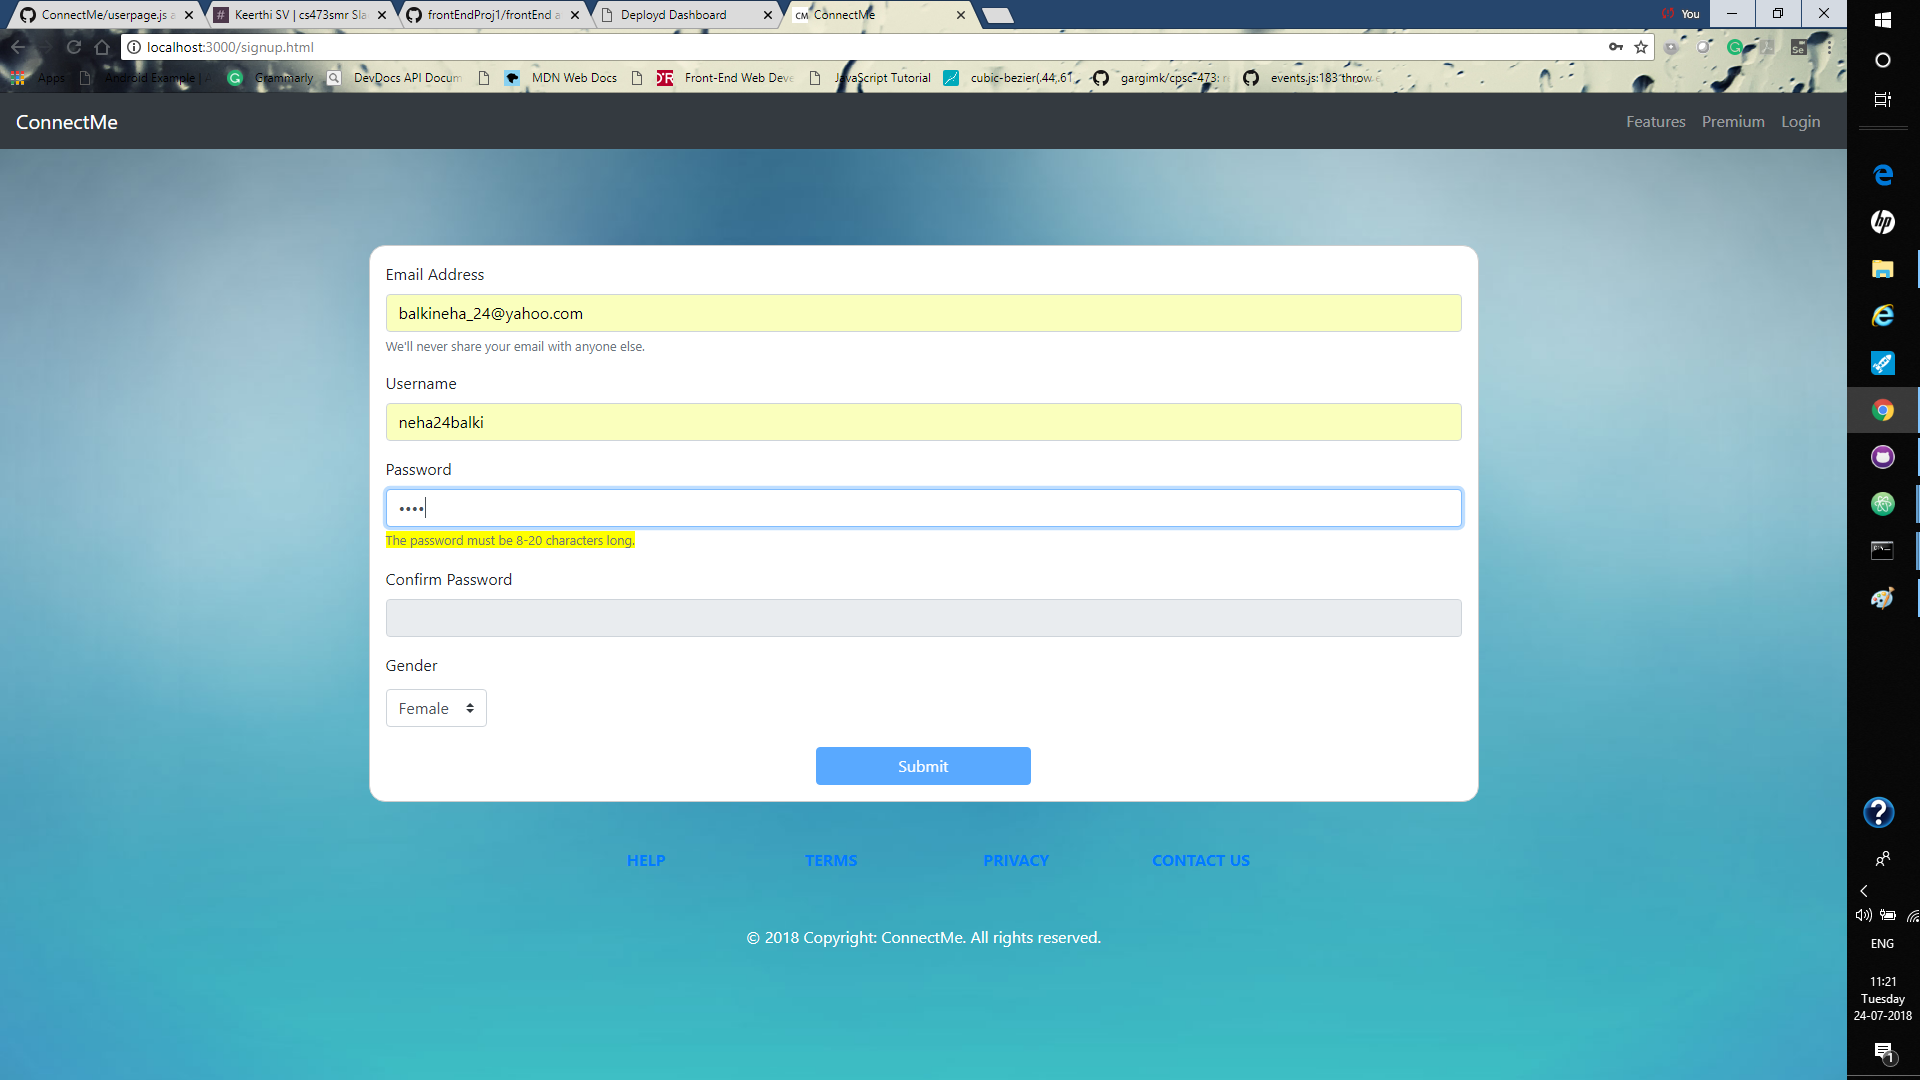 ConnectMe/userpage.js a
Keerthi SV | cs473smr Sla
frontEndProj1/frontEnd a
Deployd Dashboard
CM ConnectMe
You
localhost:3000/signup.html
Se
Apps
Android Example | A
Grammarly
DevDocs API Docum
MDN Web Docs
Front-End Web Deve
JavaScript Tutorial
cubic-bezier(.44,.61
gargimk/cpsc-473: re
events.js:183 throw e
ConnectMe
Features Premium Login
Email Address
balkineha_24@yahoo.com
We'll never share your email with anyone else.
Username
neha24balki
Password
••••
The password must be 8-20 characters long.
Confirm Password
Gender
Female
Submit
HELP TERMS PRIVACY CONTACT US
© 2018 Copyright: ConnectMe. All rights reserved.
hp
ENG
11:21
Tuesday
24-07-2018
1